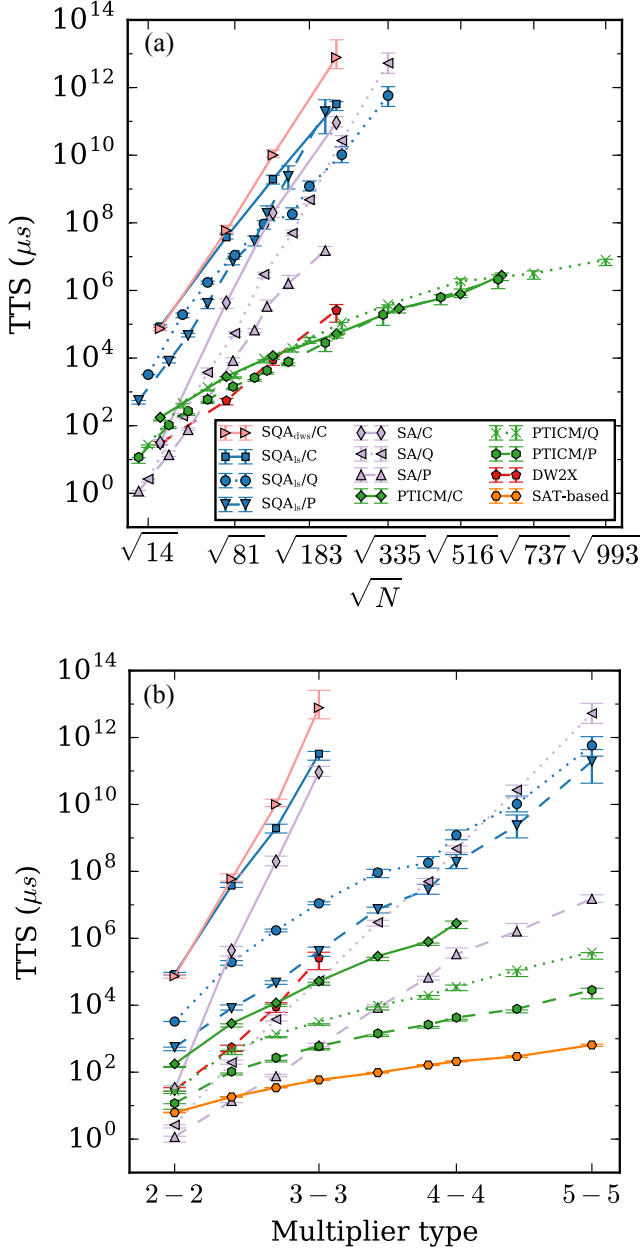 (a)
10^14
10^12
10^10
10^8
10^6
10^4
10^2
10^0
TTS (μs)
SQA_dws/C
SQA_ls/C
SQA_ls/Q
SQA_ls/P
SA/C
SA/Q
SA/P
PTICM/C
PTICM/Q
PTICM/P
DW2X
SAT-based
√14 √81 √183 √335 √516 √737 √993
√N
(b)
10^14
10^12
10^10
10^8
10^6
10^4
10^2
10^0
TTS (μs)
2 − 2 3 − 3 4 − 4 5 − 5
Multiplier type